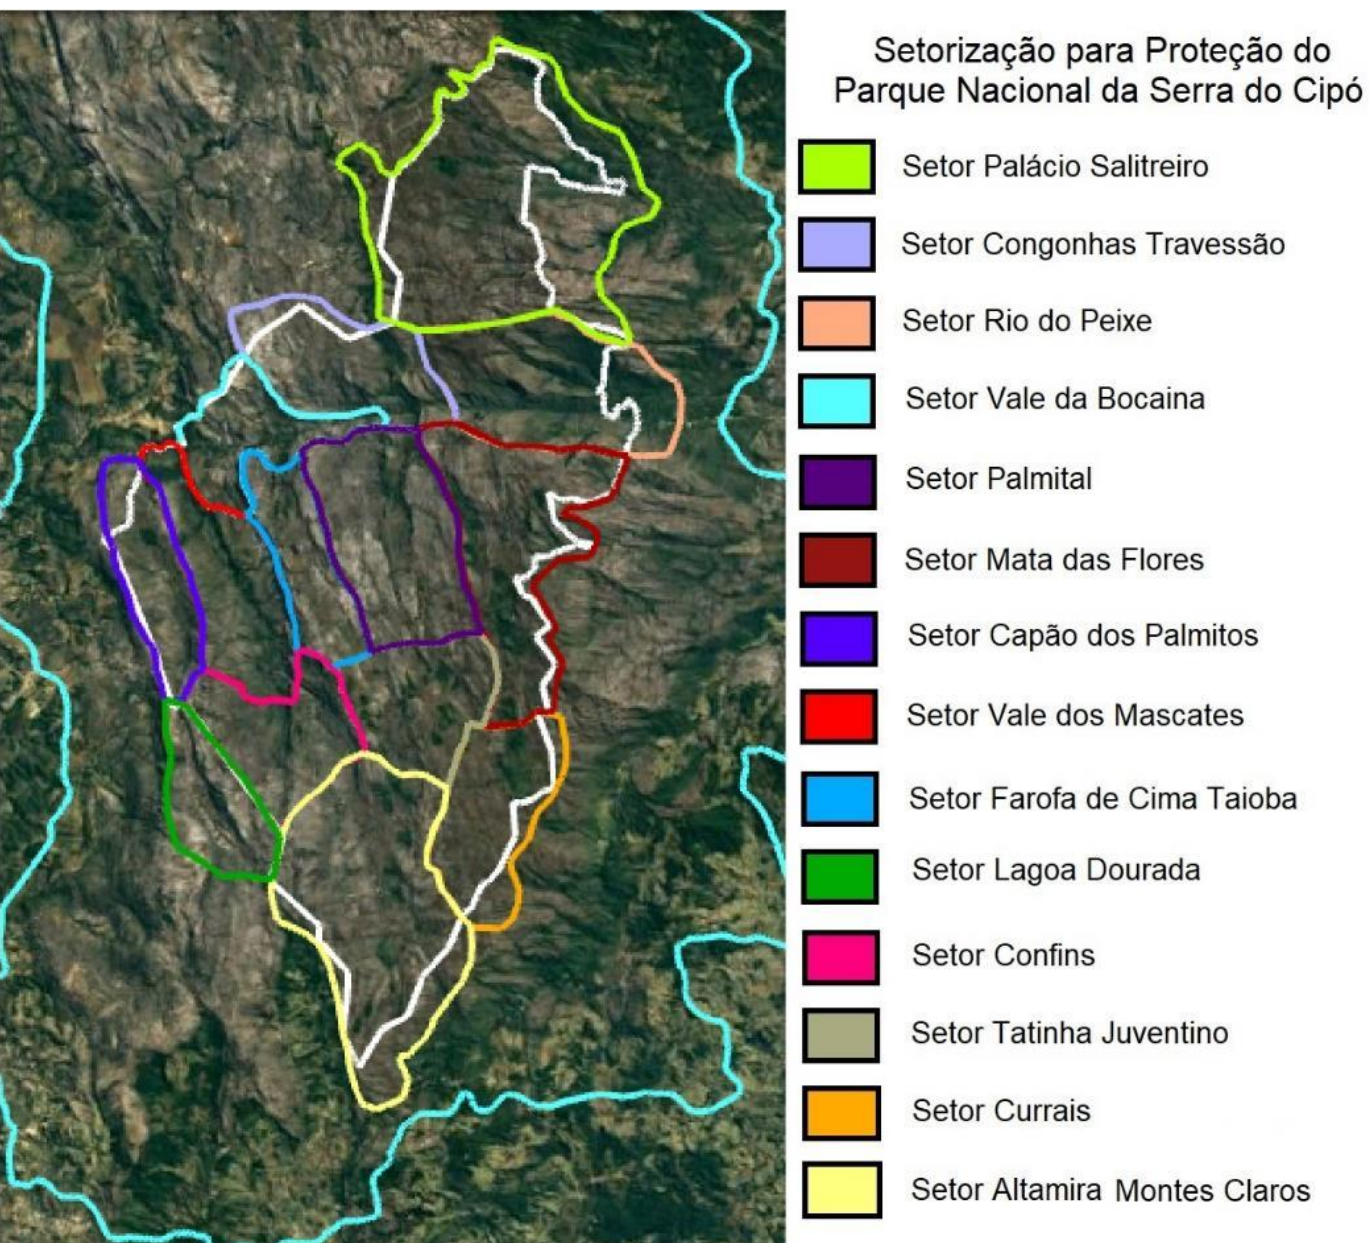 Setorização para Proteção do
Parque Nacional da Serra do Cipó
Setor Palácio Salitreiro
Setor Congonhas Travessão
Setor Rio do Peixe
Setor Vale da Bocaina
Setor Palmital
Setor Mata das Flores
Setor Capão dos Palmitos
Setor Vale dos Mascates
Setor Farofa de Cima Taioba
Setor Lagoa Dourada
Setor Confins
Setor Tatinha Juventino
Setor Currais
Setor Altamira Montes Claros